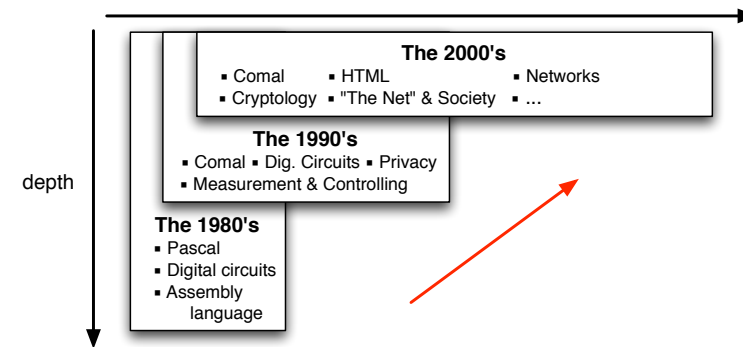 The 2000's
▪ Comal ▪ HTML ▪ Networks
▪ Cryptology ▪ "The Net" & Society ▪ ...
The 1990's
▪ Comal ▪ Dig. Circuits ▪ Privacy
▪ Measurement & Controlling
depth
The 1980's
▪ Pascal
▪ Digital circuits
▪ Assembly
language